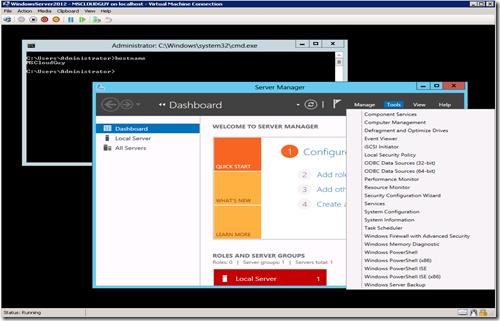 WindowsServer2012 - MSCLOUDGUY on localhost - Virtual Machine Connection
File Action Media Clipboard View Help
Administrator: C:\Windows\system32\cmd.exe
C:\Users\Administrator>hostname
MSCloudGuy
C:\Users\Administrator>
Server Manager
Dashboard
Manage Tools View Help
Dashboard
Local Server
All Servers
WELCOME TO SERVER MANAGER
QUICK START
WHAT'S NEW
LEARN MORE
1 Configure
2 Add role
3 Add othe
4 Create a
ROLES AND SERVER GROUPS
Roles: 0 | Server groups: 1 | Servers total: 1
Local Server 1
Component Services
Computer Management
Defragment and Optimize Drives
Event Viewer
iSCSI Initiator
Local Security Policy
ODBC Data Sources (32-bit)
ODBC Data Sources (64-bit)
Performance Monitor
Resource Monitor
Security Configuration Wizard
Services
System Configuration
System Information
Task Scheduler
Windows Firewall with Advanced Security
Windows Memory Diagnostic
Windows PowerShell
Windows PowerShell (x86)
Windows PowerShell ISE
Windows PowerShell ISE (x86)
Windows Server Backup
Status: Running